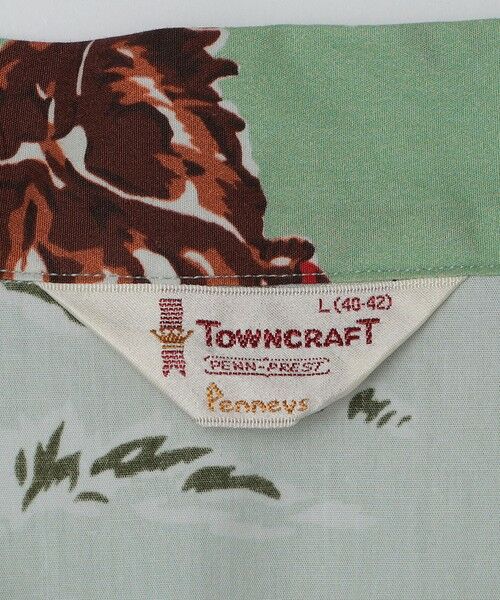 L (40-42)
TOWNCRAFT
PENN-PREST
Penneys